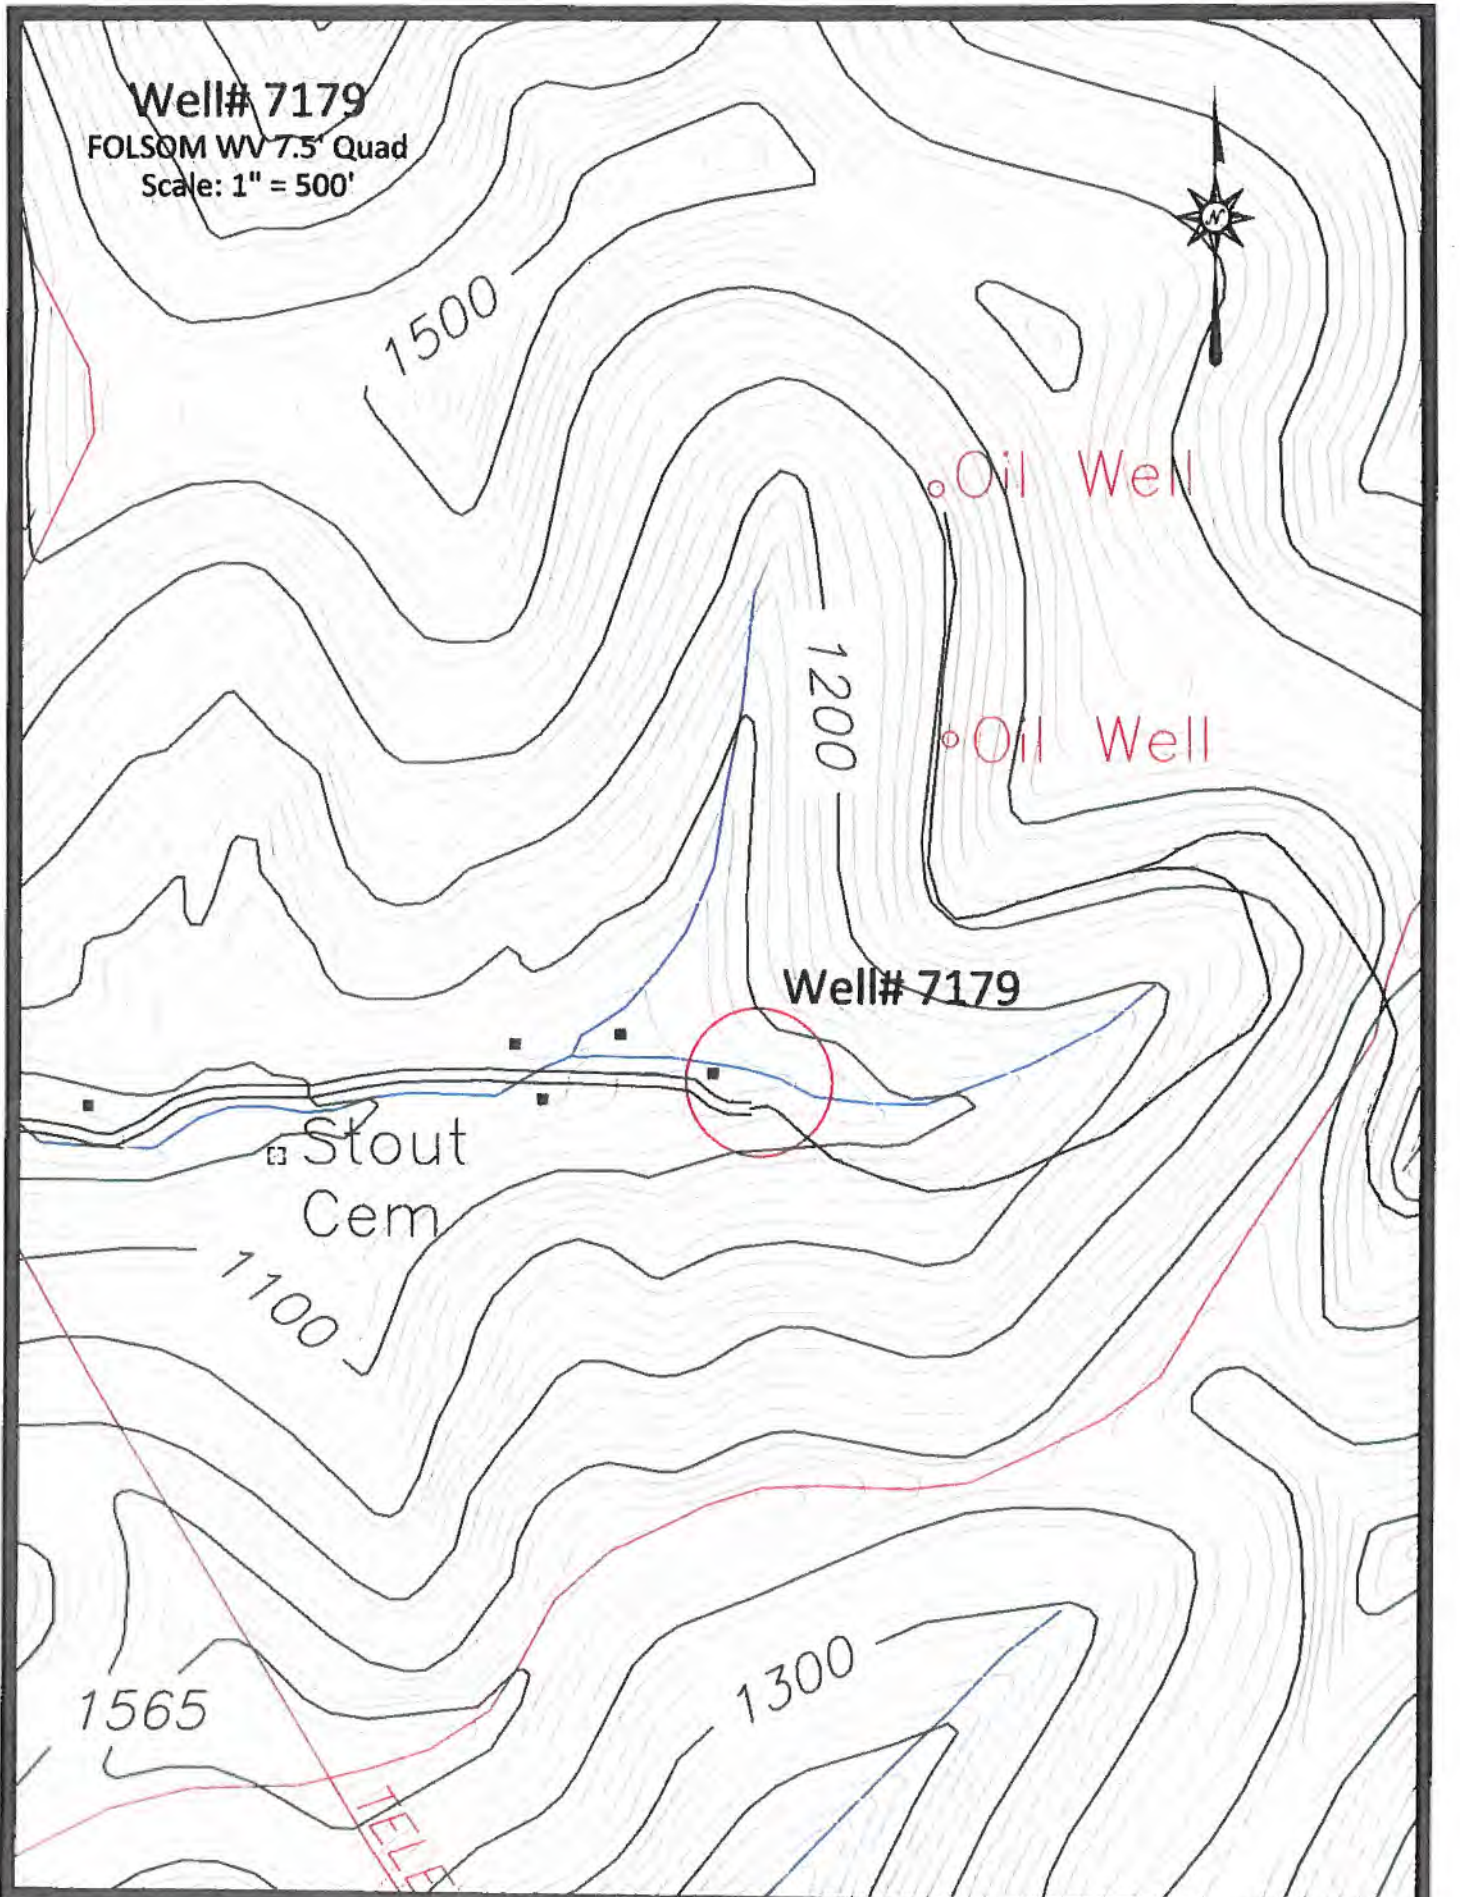 Well# 7179
FOLSOM WV 7.5' Quad
Scale: 1" = 500'
N
1500
Oil Well
1200
Oil Well
Well# 7179
Stout
Cem
1100
1300
1565
TELE